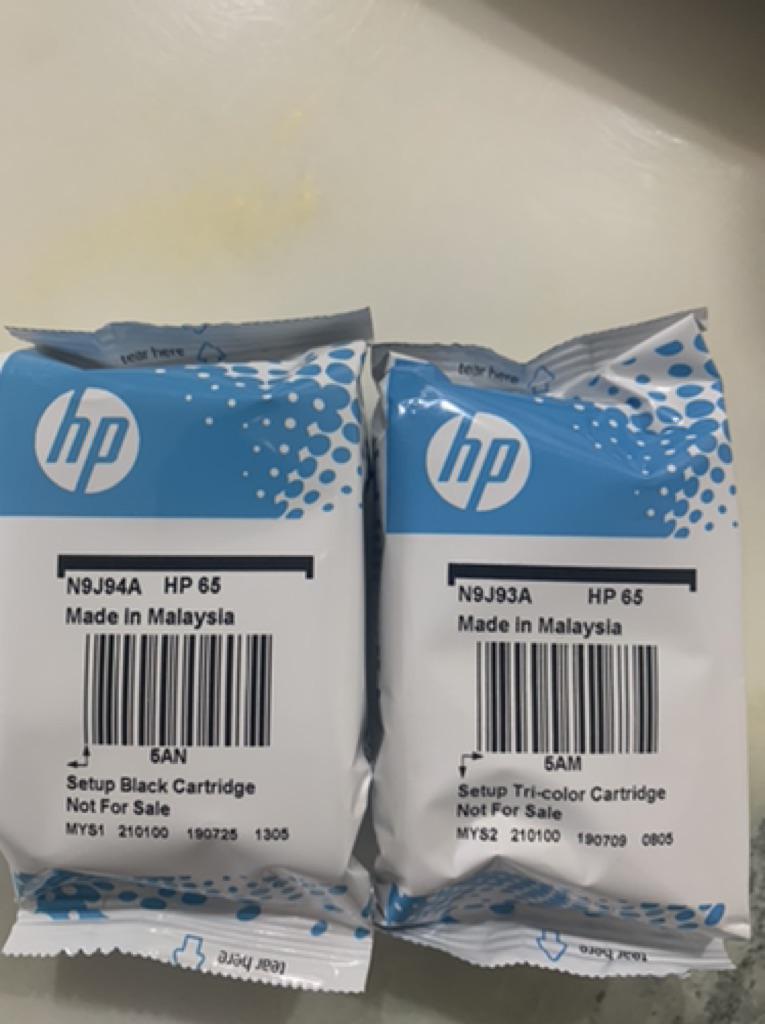 tear here
hp
N9J94A HP 65
Made in Malaysia
5AN
Setup Black Cartridge
Not For Sale
MYS1 210100 190725 1305
tear here
tear here
hp
N9J93A HP 65
Made in Malaysia
5AM
Setup Tri-color Cartridge
Not For Sale
MYS2 210100 190709 0805
tear here